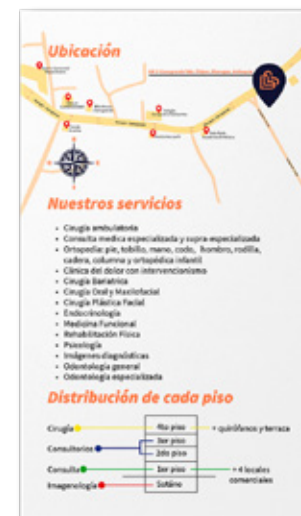 Ubicación
Nuestros servicios
• Cirugía ambulatoria
• Consulta medica especializada y supra especializada
• Ortopedia: pie, tobillo, mano, codo, hombro, rodilla,
cadera, columna y ortopédica infantil
• Clínica del dolor con intervencionismo
• Cirugía Bariatrica
• Cirugía Oral y Maxilofacial
• Cirugía Plástica Facial
• Endocrinología
• Medicina Funcional
• Rehabilitación Física
• Psicología
• Imágenes diagnósticas
• Odontología general
• Odontología especializada
Distribución de cada piso
Cirugía 4to piso + quirófanos y terraza
Consultorios 3er piso
2do piso
Consulta 1er piso + 4 locales
comerciales
Imagenología Sotáno